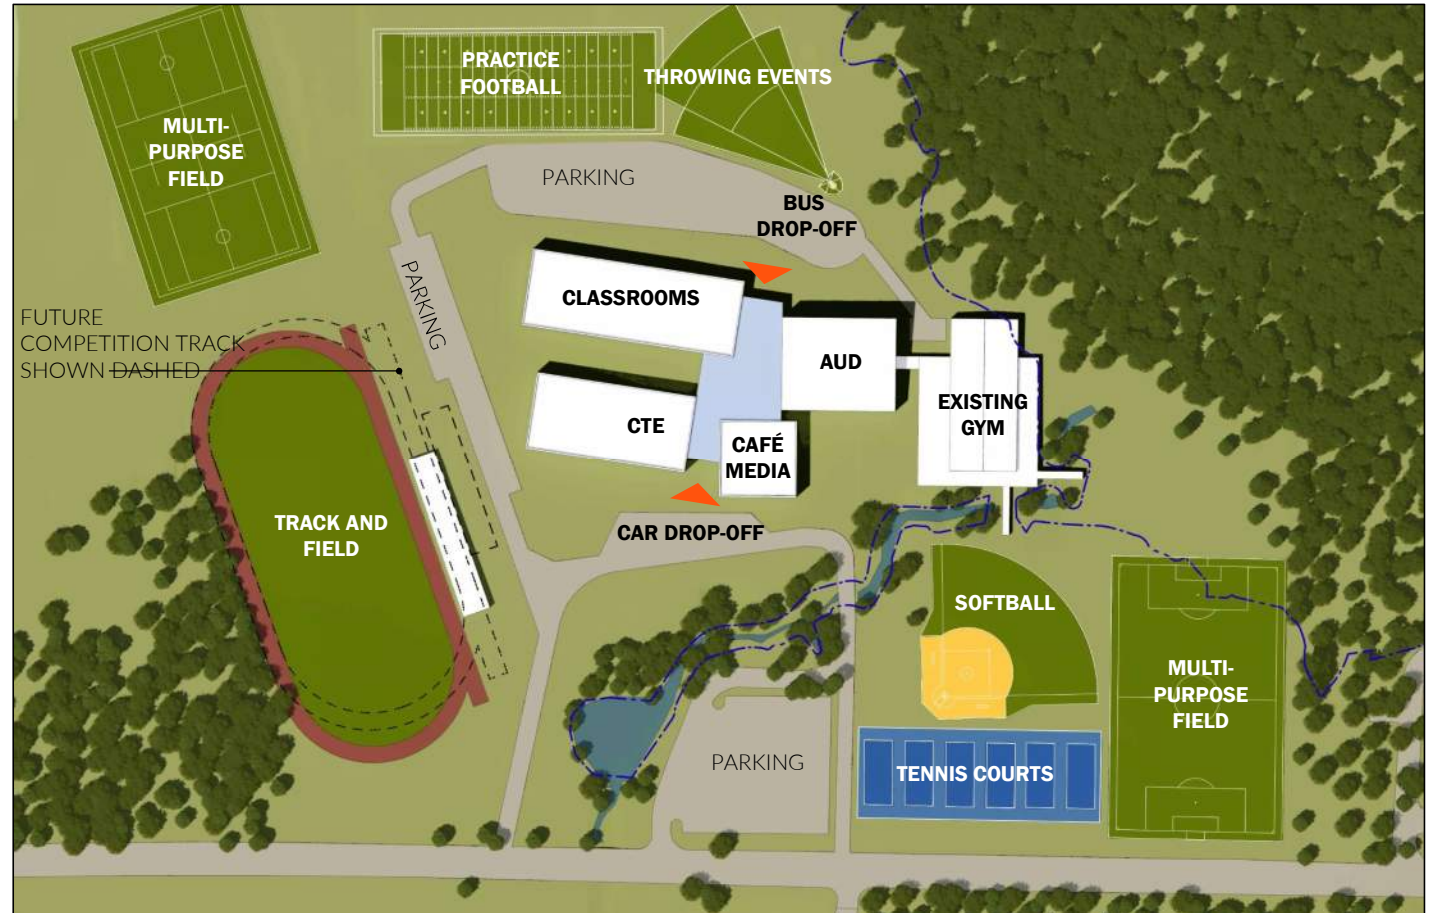 PRACTICE
FOOTBALL
THROWING EVENTS
MULTI-
PURPOSE
FIELD
PARKING
BUS
DROP-OFF
PARKING
CLASSROOMS
FUTURE
COMPETITION TRACK
SHOWN DASHED
AUD
EXISTING
GYM
CTE
CAFÉ
MEDIA
TRACK AND
FIELD
CAR DROP-OFF
SOFTBALL
MULTI-
PURPOSE
FIELD
PARKING
TENNIS COURTS